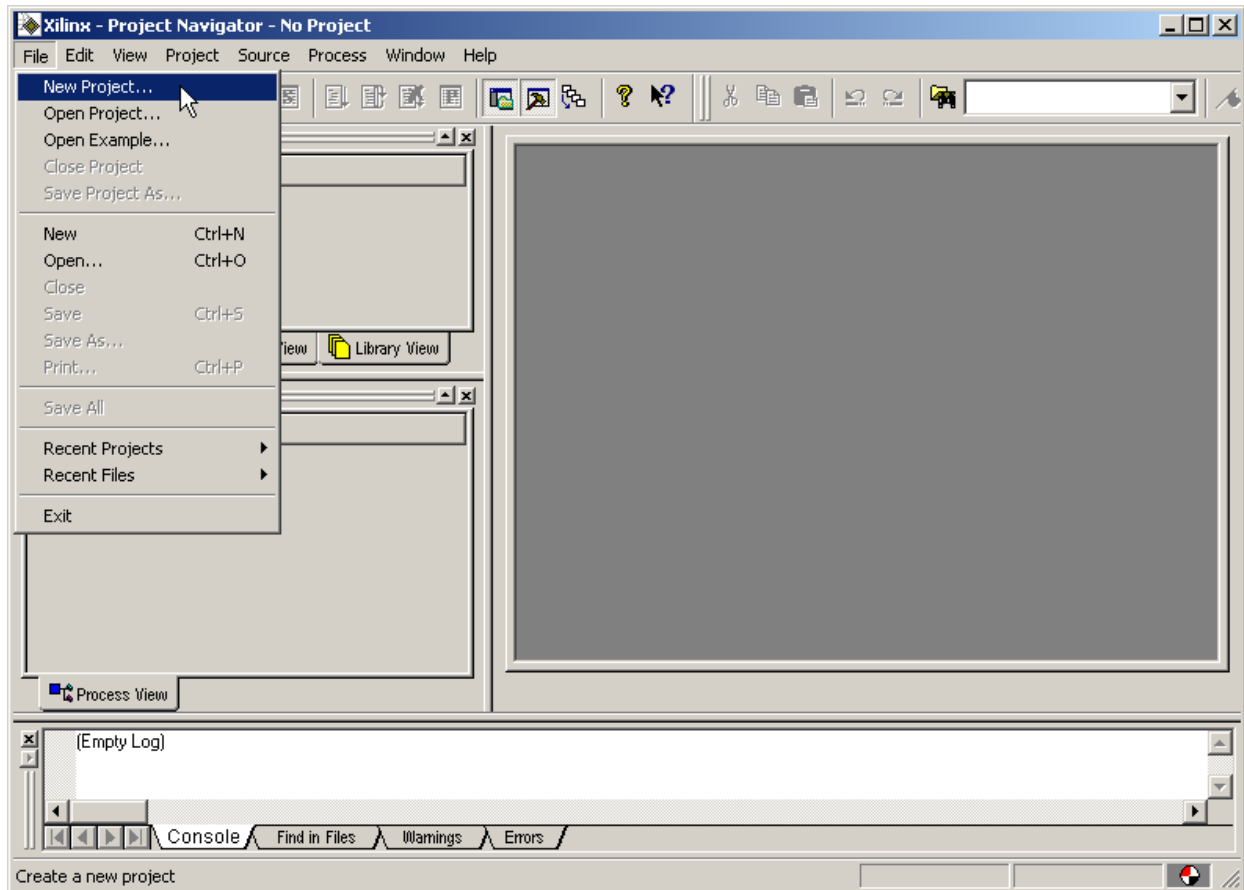 Xilinx - Project Navigator - No Project
File Edit View Project Source Process Window Help
New Project...
Open Project...
Open Example...
Close Project
Save Project As...
New Ctrl+N
Open... Ctrl+O
Close
Save Ctrl+S
Save As...
Print... Ctrl+P
Save All
Recent Projects
Recent Files
Exit
iew Library View
Process View
(Empty Log)
Console Find in Files Warnings Errors
Create a new project